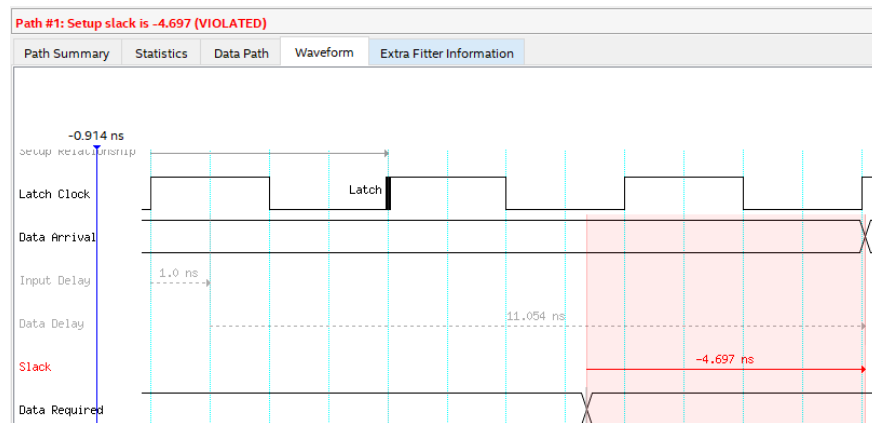 Path #1: Setup slack is -4.697 (VIOLATED)
Path Summary Statistics Data Path Waveform Extra Fitter Information
-0.914 ns
Setup Relationship
Latch Clock Latch
Data Arrival
Input Delay 1.0 ns
Data Delay 11.054 ns
Slack -4.697 ns
Data Required